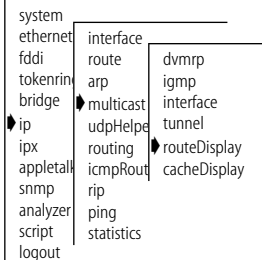 system
ethernet
fddi
tokenrin
bridge
ip
ipx
appletalk
snmp
analyzer
script
logout
interface
route
arp
multicast
udpHelpe
routing
icmpRout
rip
ping
statistics
dvmrp
igmp
interface
tunnel
routeDisplay
cacheDisplay